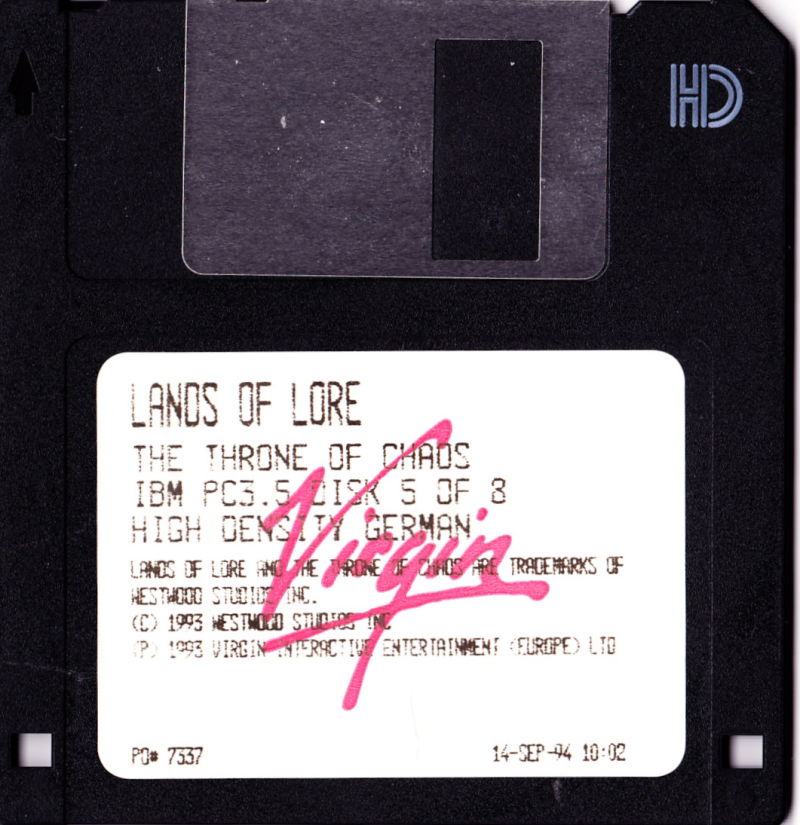 HD
LANDS OF LORE
THE THRONE OF CHAOS
IBM PC3.5 DISK 5 OF 8
HIGH DENSITY GERMAN
Virgin
LANDS OF LORE AND THE THRONE OF CHAOS ARE TRADEMARKS OF
WESTWOOD STUDIOS INC.
(C) 1993 WESTWOOD STUDIOS INC
(P) 1993 VIRGIN INTERACTIVE ENTERTAINMENT (EUROPE) LTD
PO# 7337
14-SEP-94 10:02